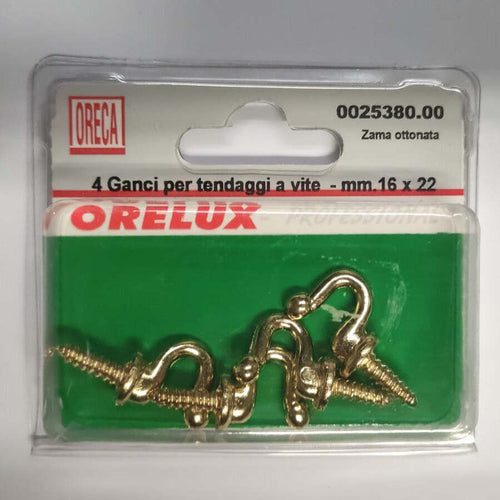 ORECA
0025380.00
Zama ottonata
4 Ganci per tendaggi a vite - mm.16 x 22
ORELUX PROFESSIONAL